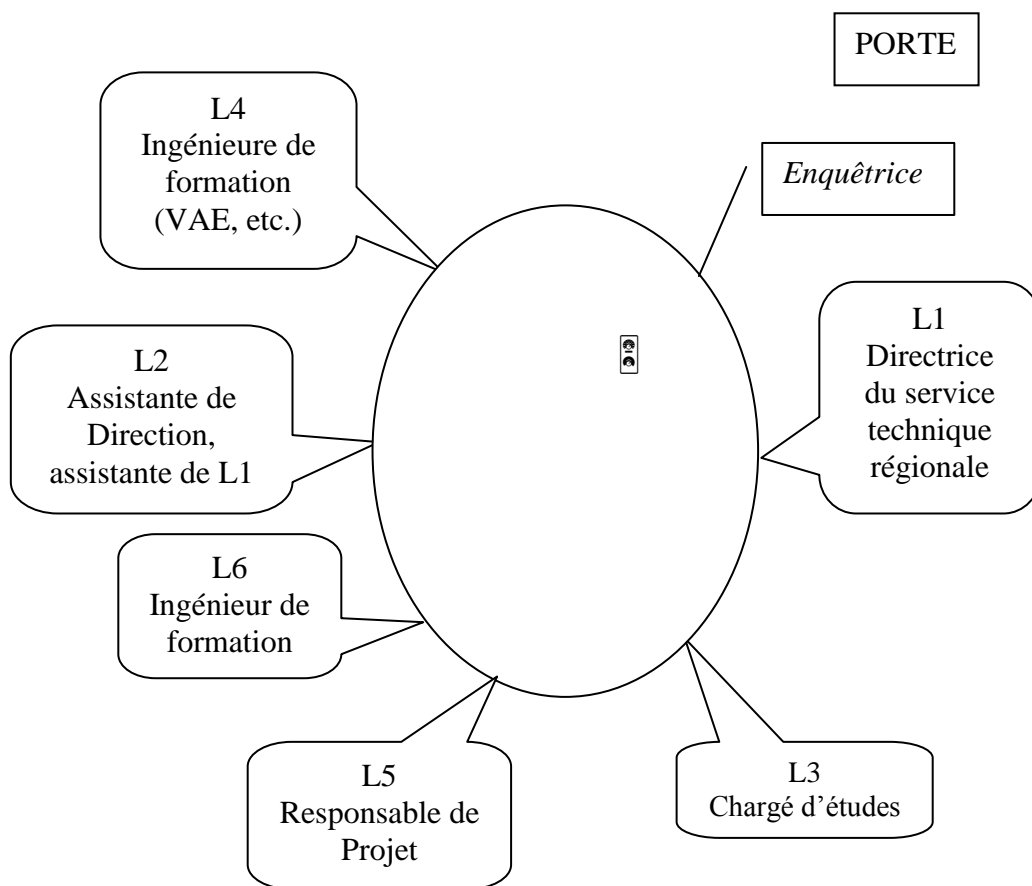 PORTE
L4
Ingénieure de
formation
(VAE, etc.)
Enquêtrice
L1
Directrice
du service
technique
régionale
L2
Assistante de
Direction,
assistante de L1
L6
Ingénieur de
formation
L5
Responsable de
Projet
L3
Chargé d’études